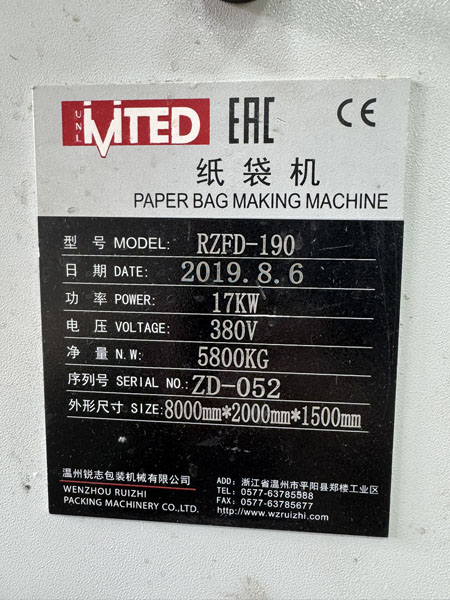 UNL
iMITED EAC CE
纸袋机
PAPER BAG MAKING MACHINE
型 号 MODEL: RZFD-190
日 期 DATE: 2019.8.6
功 率 POWER: 17KW
电 压 VOLTAGE: 380V
净 量 N.W: 5800KG
序列号 SERIAL NO.: ZD-052
外形尺寸 SIZE: 8000mm*2000mm*1500mm
温州锐志包装机械有限公司
WENZHOU RUIZHI
PACKING MACHINERY CO.,LTD.
ADD: 浙江省温州市平阳县郑楼工业区
TEL: 0577-63785588
FAX: 0577-63785677
http://www.wzruizhi.com